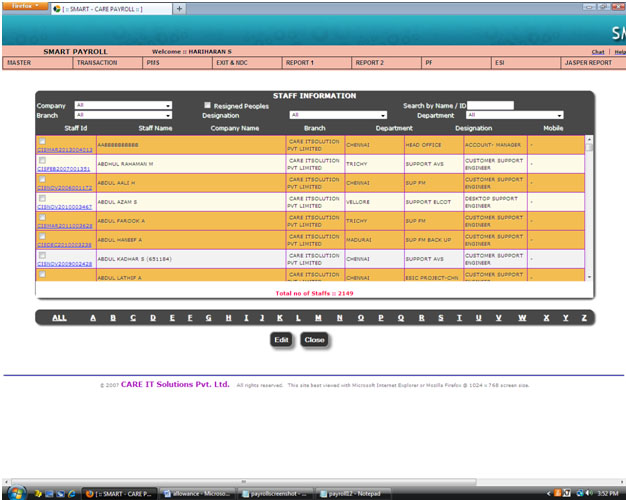 Firefox
[ :: SMART - CARE PAYROLL :: ]
+
SM
SMART PAYROLL Welcome :: HARIHARAN S Chat | Help
MASTER TRANSACTION PMS EXIT & NDC REPORT 1 REPORT 2 PF ESI JASPER REPORT
STAFF INFORMATION
Company All Resigned Peoples Search by Name / ID
Branch All Designation All Department All
Staff Id Staff Name Company Name Branch Department Designation Mobile
CISMAR2013004013 AABBBBBBBBBB CARE ITSOLUTION PVT LIMITED CHENNAI HEAD OFFICE ACCOUNT- MANAGER -
CISFEB2007001351 ABDHUL RAHAMAN M CARE ITSOLUTION PVT LIMITED TRICHY SUPPORT AVS CUSTOMER SUPPORT ENGINEER -
CISNOV2006001172 ABDUL AALI H CARE ITSOLUTION PVT LIMITED CHENNAI SUP FM CUSTOMER SUPPORT ENGINEER -
CISNOV2010003467 ABDUL AZAM S CARE ITSOLUTION PVT LIMITED VELLORE SUPPORT ELCOT DESKTOP SUPPORT ENGINEER -
CISMAR2011003628 ABDUL FAROOK A CARE ITSOLUTION PVT LIMITED TRICHY SUP FM CUSTOMER SUPPORT ENGINEER -
ABDUL HAMEEF A CARE ITSOLUTION PVT LIMITED MADURAI SUP FM BACK UP CUSTOMER SUPPORT ENGINEER -
CISNOV2009002428 ABDUL KADHAR S (651184) CARE ITSOLUTION PVT LIMITED CHENNAI SUPPORT AVS CUSTOMER SUPPORT ENGINEER -
ABDUL LATHIF A CARE ITSOLUTION CHENNAI ESIC PROJECT-CHN CUSTOMER SUPPORT -
Total no of Staffs :: 2149
ALL A B C D E F G H I J K L M N O P Q R S T U V W X Y Z
Edit Close
© 2007 CARE IT Solutions Pvt. Ltd. All rights reserved. This site best viewed with Microsoft Internet Explorer or Mozilla Firefox @ 1024 x 768 screen size.
[ :: SMART - CARE P... allowance - Microso... payrollscreenshot - ... payroll12 - Notepad 3:52 PM